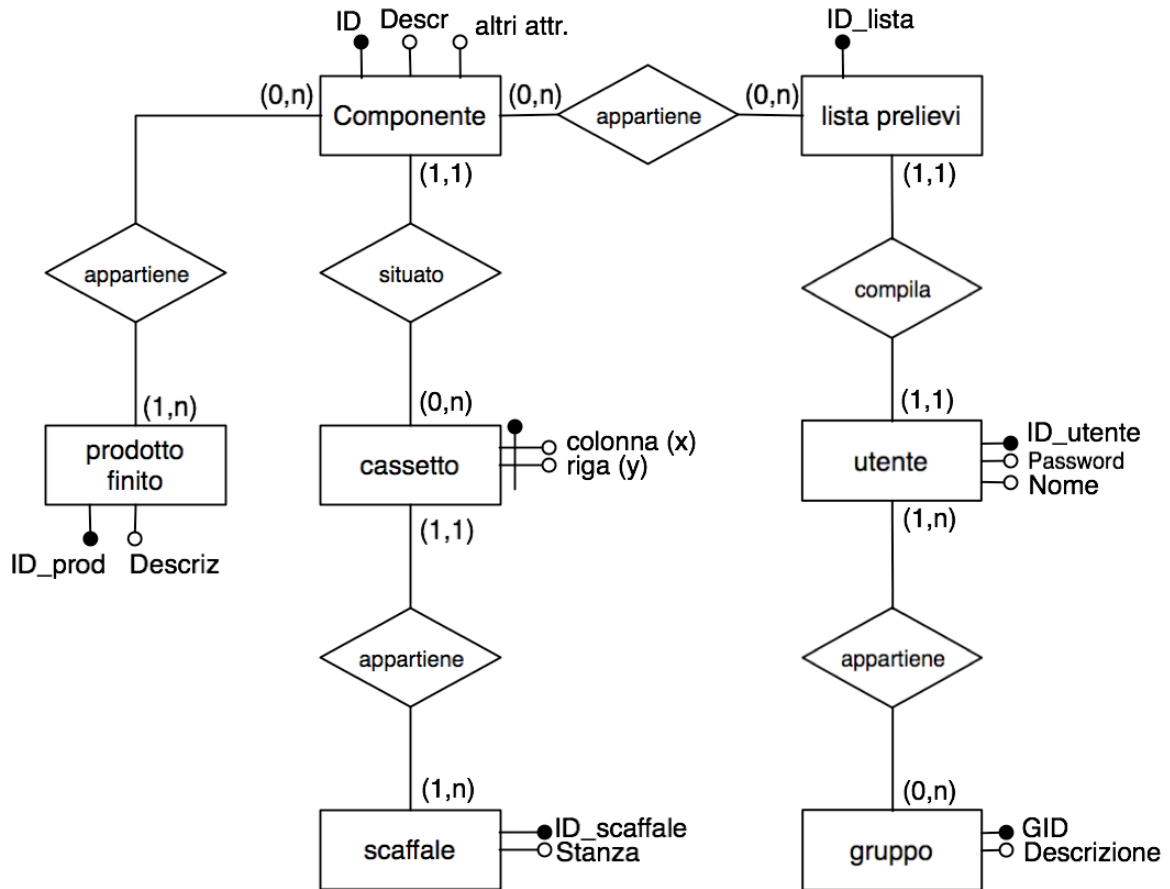 ID
Descr
altri attr.
ID_lista
(0,n)
Componente
(0,n)
appartiene
(0,n)
lista prelievi
(1,1)
(1,1)
appartiene
situato
compila
(1,n)
(0,n)
(1,1)
prodotto
finito
cassetto
colonna (x)
riga (y)
utente
ID_utente
Password
Nome
ID_prod
Descriz
(1,1)
(1,n)
appartiene
appartiene
(1,n)
(0,n)
scaffale
ID_scaffale
Stanza
gruppo
GID
Descrizione